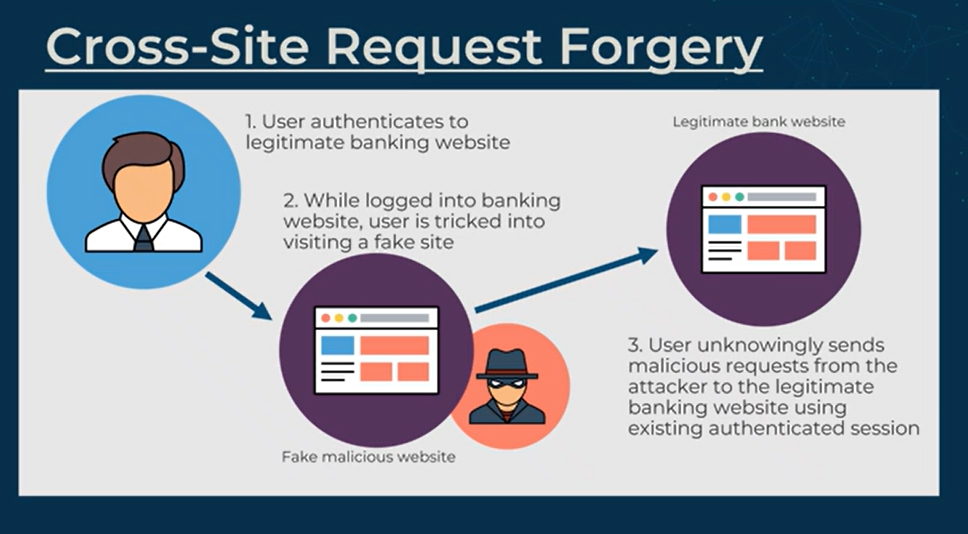 Cross-Site Request Forgery
1. User authenticates to
legitimate banking website
Legitimate bank website
2. While logged into banking
website, user is tricked into
visiting a fake site
3. User unknowingly sends
malicious requests from the
attacker to the legitimate
banking website using
existing authenticated session
Fake malicious website